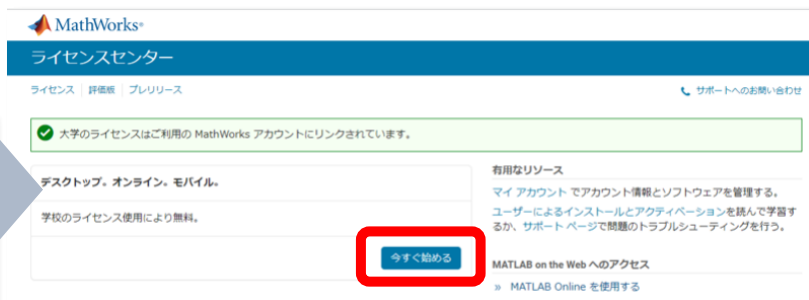 MathWorks®
ライセンスセンター
ライセンス 評価版 プレリリース
サポートへのお問い合わせ
大学のライセンスはご利用の MathWorks アカウントにリンクされています。
デスクトップ。オンライン。モバイル。
学校のライセンス使用により無料。
今すぐ始める
有用なリソース
マイ アカウント でアカウント情報とソフトウェアを管理する。
ユーザーによるインストールとアクティベーションを読んで学習す
るか、サポート ページで問題のトラブルシューティングを行う。
MATLAB on the Web へのアクセス
» MATLAB Online を使用する